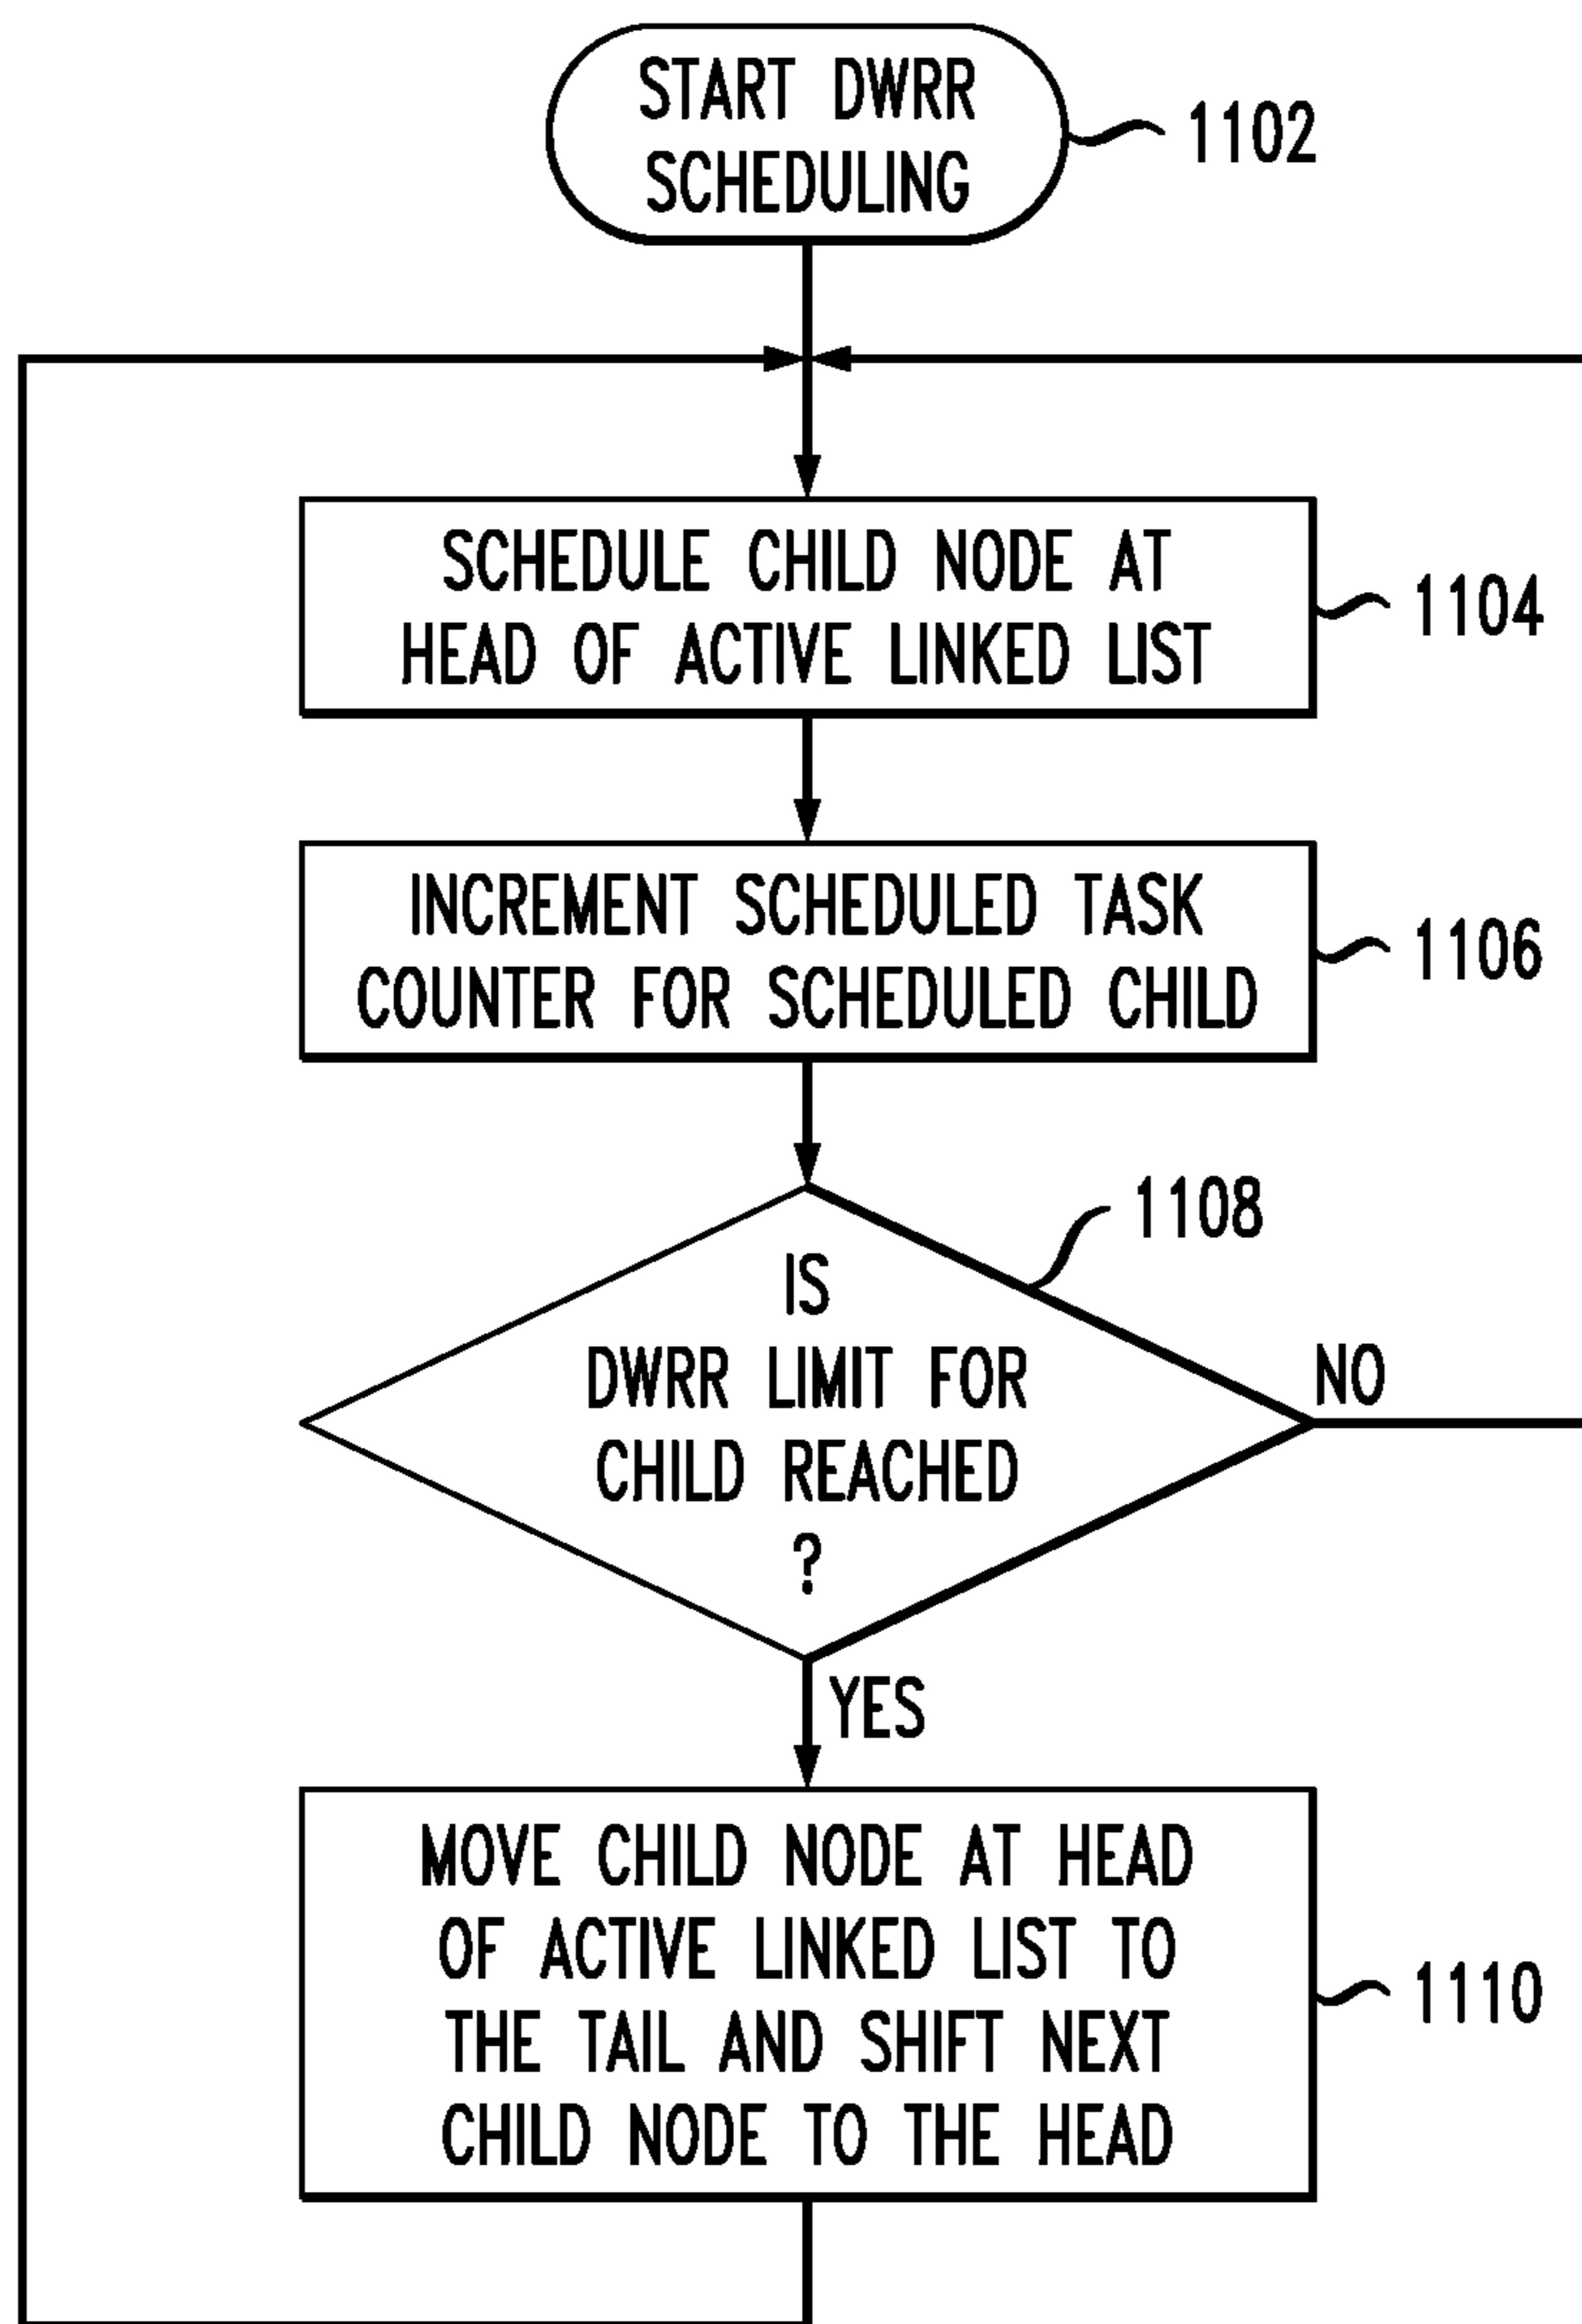 START DWRR
SCHEDULING
1102
SCHEDULE CHILD NODE AT
HEAD OF ACTIVE LINKED LIST
1104
INCREMENT SCHEDULED TASK
COUNTER FOR SCHEDULED CHILD
1106
1108
IS
DWRR LIMIT FOR
CHILD REACHED
?
NO
YES
MOVE CHILD NODE AT HEAD
OF ACTIVE LINKED LIST TO
THE TAIL AND SHIFT NEXT
CHILD NODE TO THE HEAD
1110